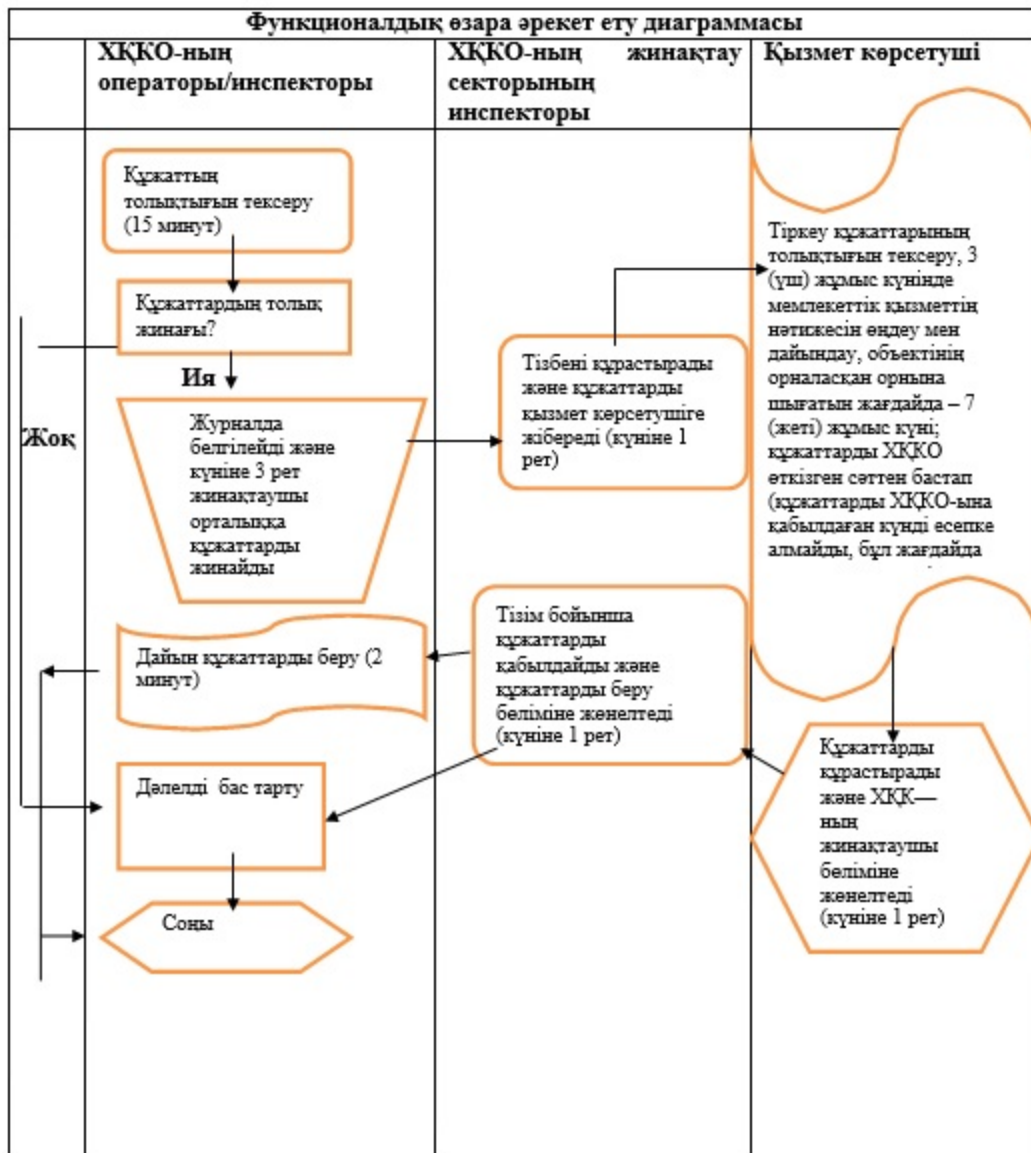 Функционалдық өзара әрекет ету диаграммасы
ХҚКО-ның
операторы/инспекторы
ХҚКО-ның жинақтау
секторының
инспекторы
Қызмет көрсетуші
Құжаттың
толықтығын тексеру
(15 минут)
Құжаттардың толық
жинағы?
Ия
Жоқ
Журналда
белгілейді және
күніне 3 рет
жинақтаушы
орталыққа
құжаттарды
жинайды
Тізбені құрастырады
және құжаттарды
қызмет көрсетушіге
жібереді (күніне 1
рет)
Тіркеу құжаттарының
толықтығын тексеру, 3
(үш) жұмыс күнінде
мемлекеттік қызметтің
нәтижесін өңдеу мен
дайындау, объектінің
орналасқан орнына
шығатын жағдайда – 7
(жеті) жұмыс күні;
құжаттарды ХҚКО
өткізген сәттен бастап
(құжаттарды ХҚКО-ына
қабылдаған күнді есепке
алмайды, бұл жағдайда
Дайын құжаттарды беру (2
минут)
Тізім бойынша
құжаттарды
қабылдайды және
құжаттарды беру
бөліміне жөнелтеді
(күніне 1 рет)
Құжаттарды
құрастырады
және ХҚК—
ның
жинақтаушы
бөліміне
жөнелтеді
(күніне 1 рет)
Дәлелді бас тарту
Соңы